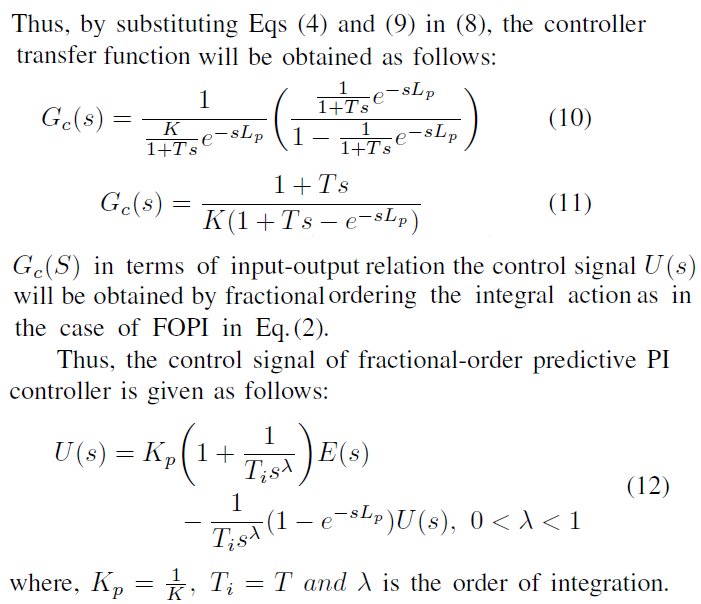 Thus, by substituting Eqs (4) and (9) in (8), the controller
transfer function will be obtained as follows:
$G_c(s) = \frac{1}{\frac{K}{1+Ts}e^{-sL_p}} \left( \frac{\frac{1}{1+Ts}e^{-sL_p}}{1 - \frac{1}{1+Ts}e^{-sL_p}} \right)$ (10)
$G_c(s) = \frac{1+Ts}{K(1+Ts-e^{-sL_p})}$ (11)
$G_c(S)$ in terms of input-output relation the control signal $U(s)$
will be obtained by fractional ordering the integral action as in
the case of FOPI in Eq.(2).
Thus, the control signal of fractional-order predictive PI
controller is given as follows:
$U(s) = K_p \left( 1 + \frac{1}{T_i s^\lambda} \right) E(s)$
$- \frac{1}{T_i s^\lambda}(1 - e^{-sL_p})U(s), \ 0 < \lambda < 1$ (12)
where, $K_p = \frac{1}{K}$, $T_i = T$ and $\lambda$ is the order of integration.